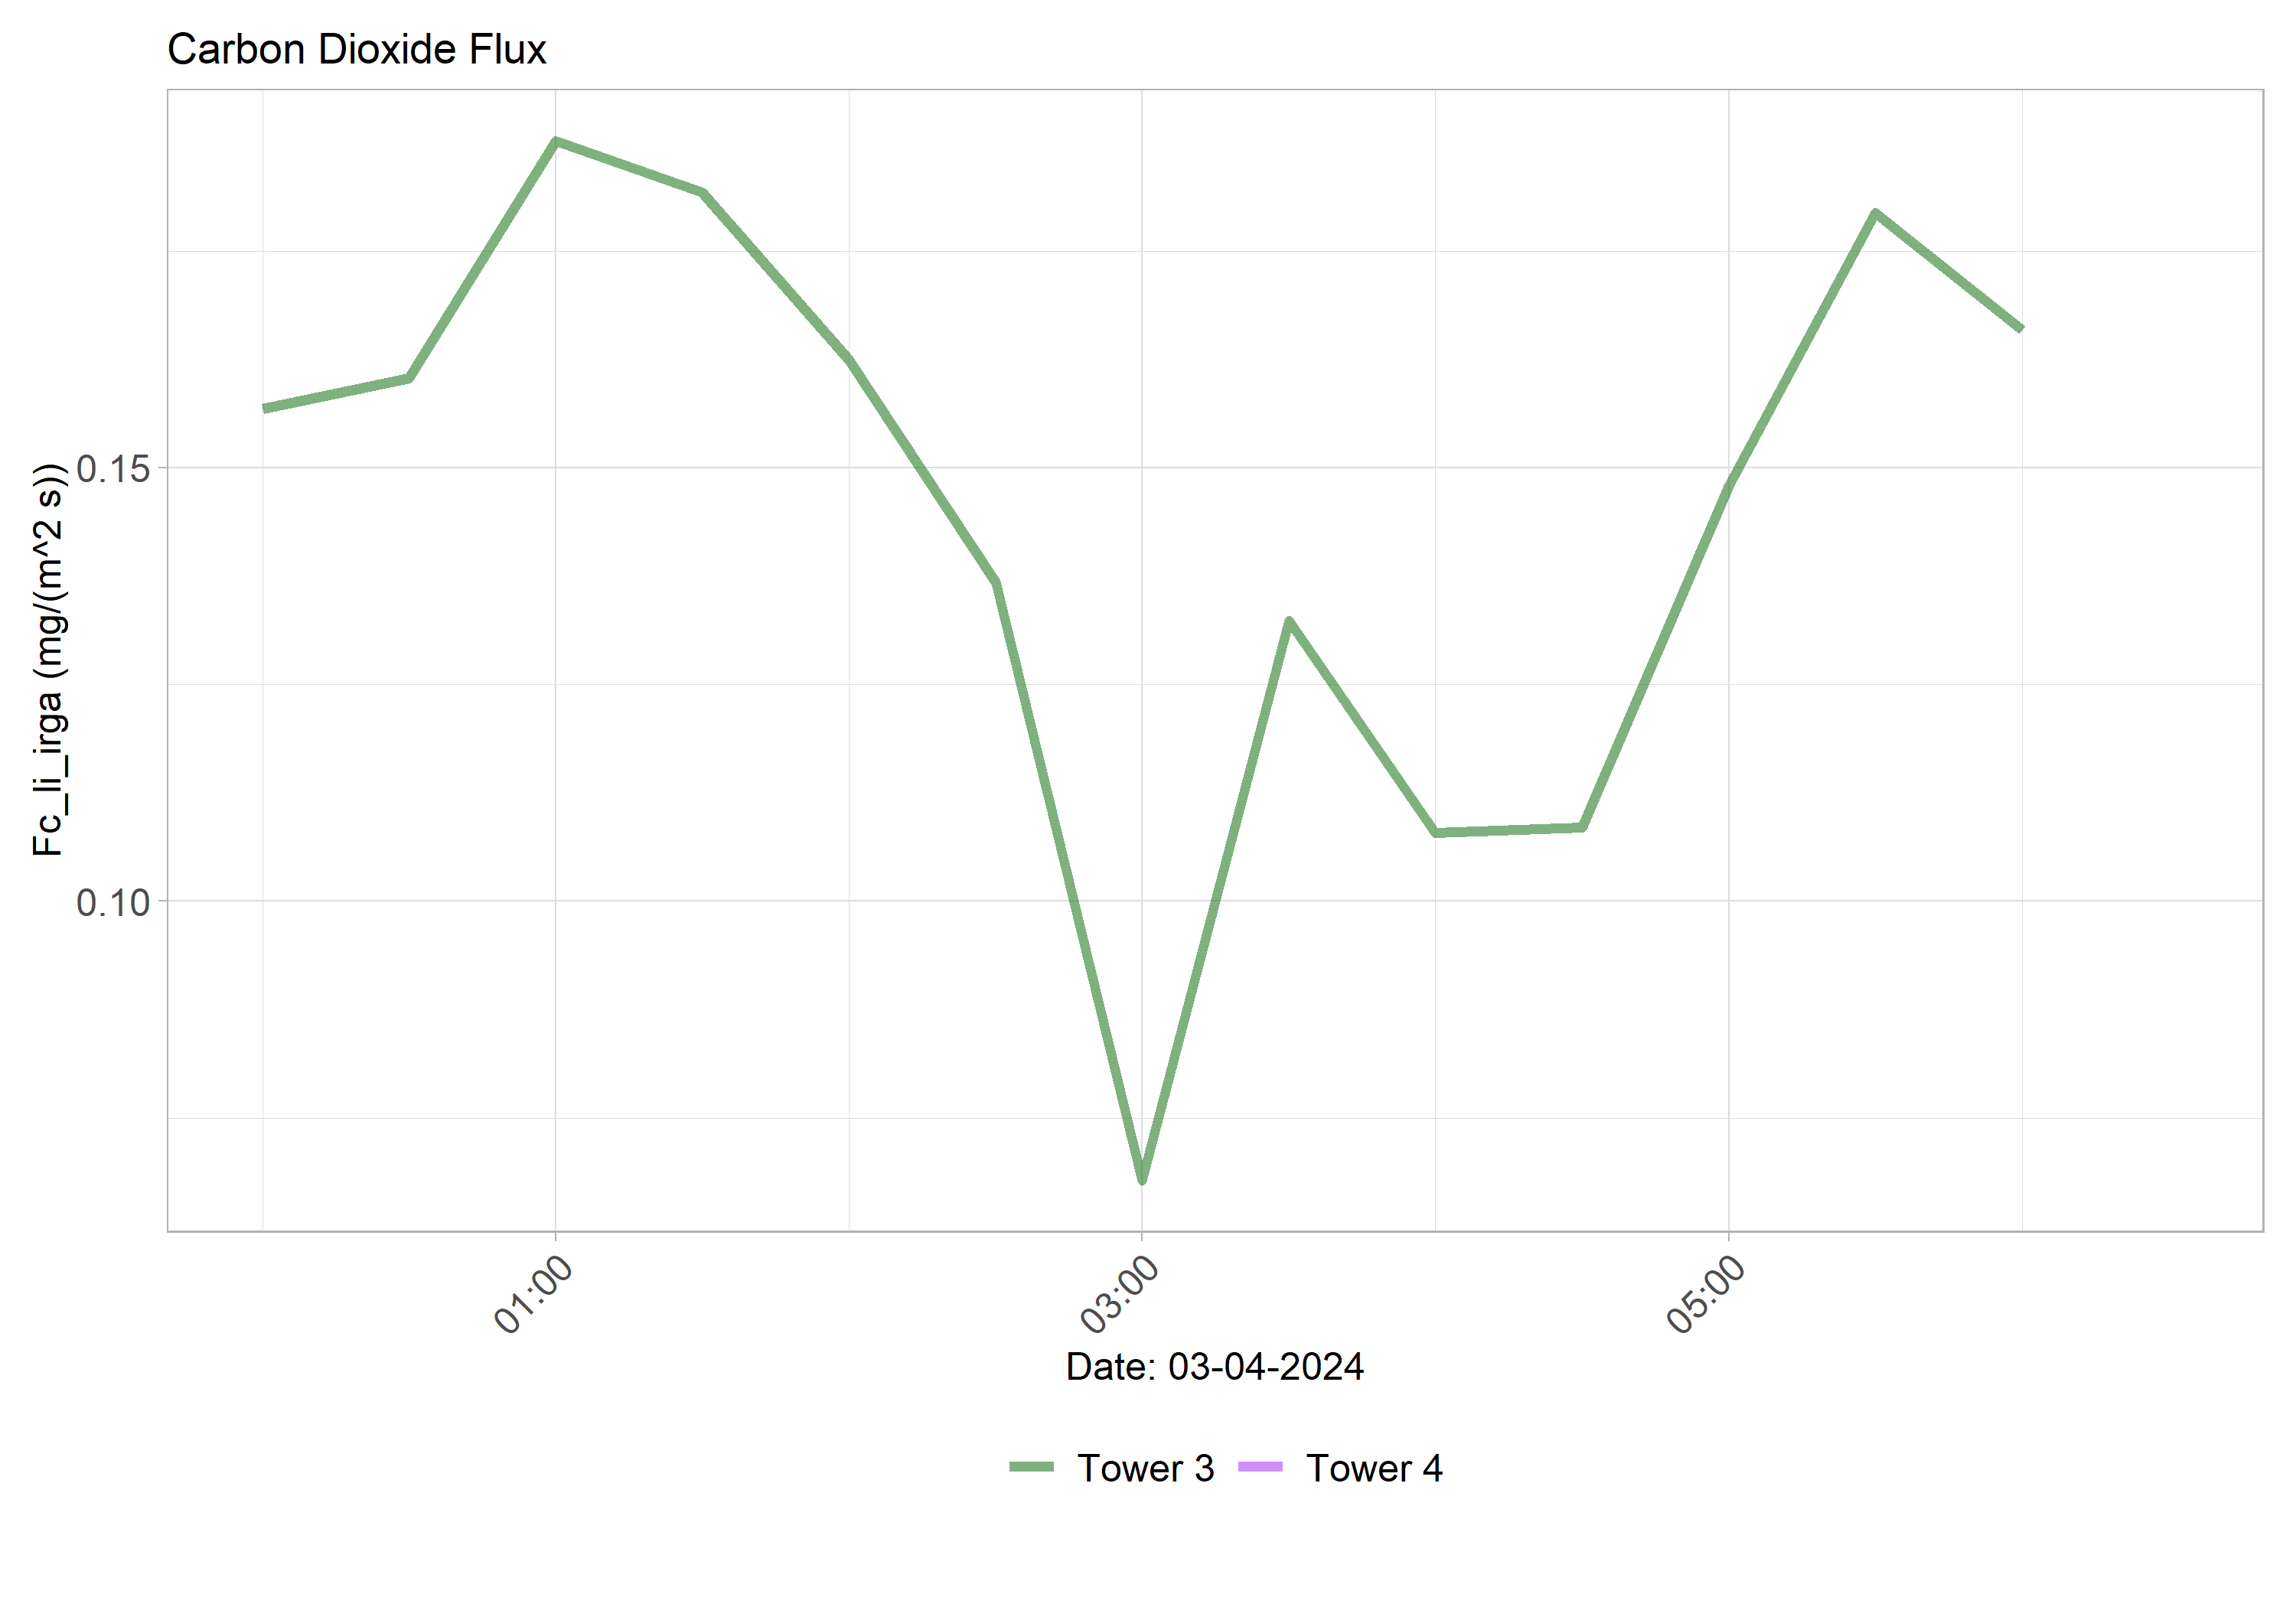 Carbon Dioxide Flux
Fc_li_irga (mg/(m^2 s))
0.15
0.10
01:00
03:00
05:00
Date: 03-04-2024
Tower 3
Tower 4